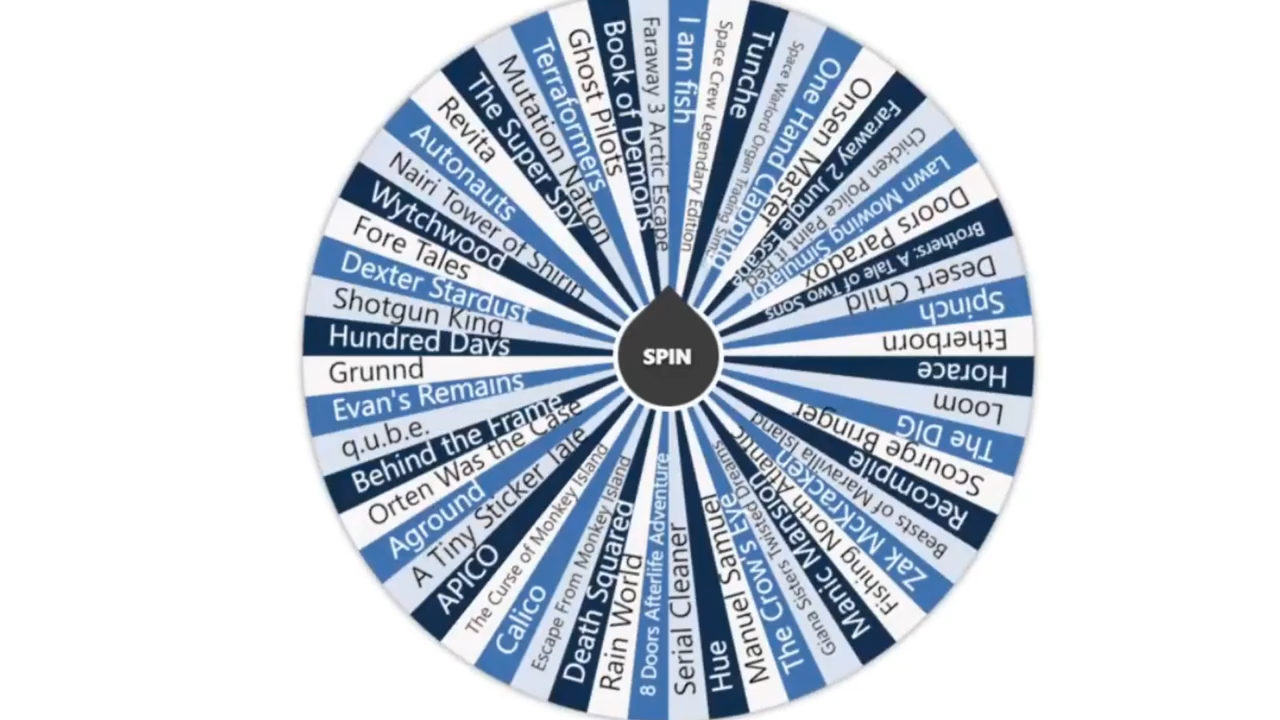 I am fish
Space Crew Legendary Edition
Tunche
Space Warlord Organ Trading Simu
One Hand Clapping
Onsen Master
Faraway 2 Jungle Escape
Chicken Police Paint it Red
Lawn Mowing Simulator
Doors Paradox
Brothers: A Tale of Two Sons
Desert Child
Spinch
Etherborn
Horace
Loom
The DIG
Scourge Bringer
Recompile
Beasts of Maravilla Island
Zak McKracken
Fishing North Atlantic
Manic Mansion
Giana Sisters Twisted Dreams
The Crow's Eye
Manuel Samuel
Hue
Serial Cleaner
8 Doors Afterlife Adventure
Rain World
Death Squared
Escape From Monkey Island
Calico
The Curse of Monkey Island
APICO
A Tiny Sticker Tale
Aground
Orten Was the Case
Behind the Frame
q.u.b.e.
Evan's Remains
Grunnd
Hundred Days
Shotgun King
Dexter Stardust
Fore Tales
Wytchwood
Nairi Tower of Shirin
Autonauts
Revita
The Super Spy
Mutation Nation
Terraformers
Ghost Pilots
Book of Demons
Faraway 3 Arctic Escape
SPIN